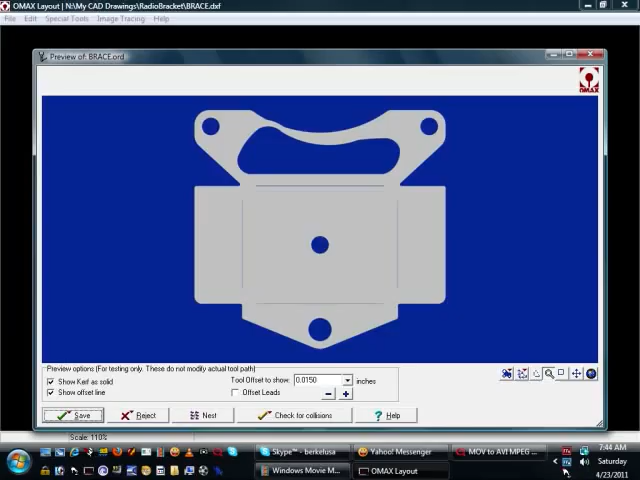 OMAX Layout | N:\My CAD Drawings\RadioBracket\BRACE.dxf
File Edit Special Tools Image Tracing Help
Preview of: BRACE.ord
OMAX
Preview options (For testing only. These do not modify actual tool path)
Show Kerf as solid
Tool Offset to show: 0.0150 inches
Show offset line
Offset Leads
Save Reject Nest Check for collisions Help
Scale: 110%
7:44 AM
Skype™ - berkelusa Yahoo! Messenger MOV to AVI MPEG ...
Saturday
Windows Movie M... OMAX Layout
4/23/2011